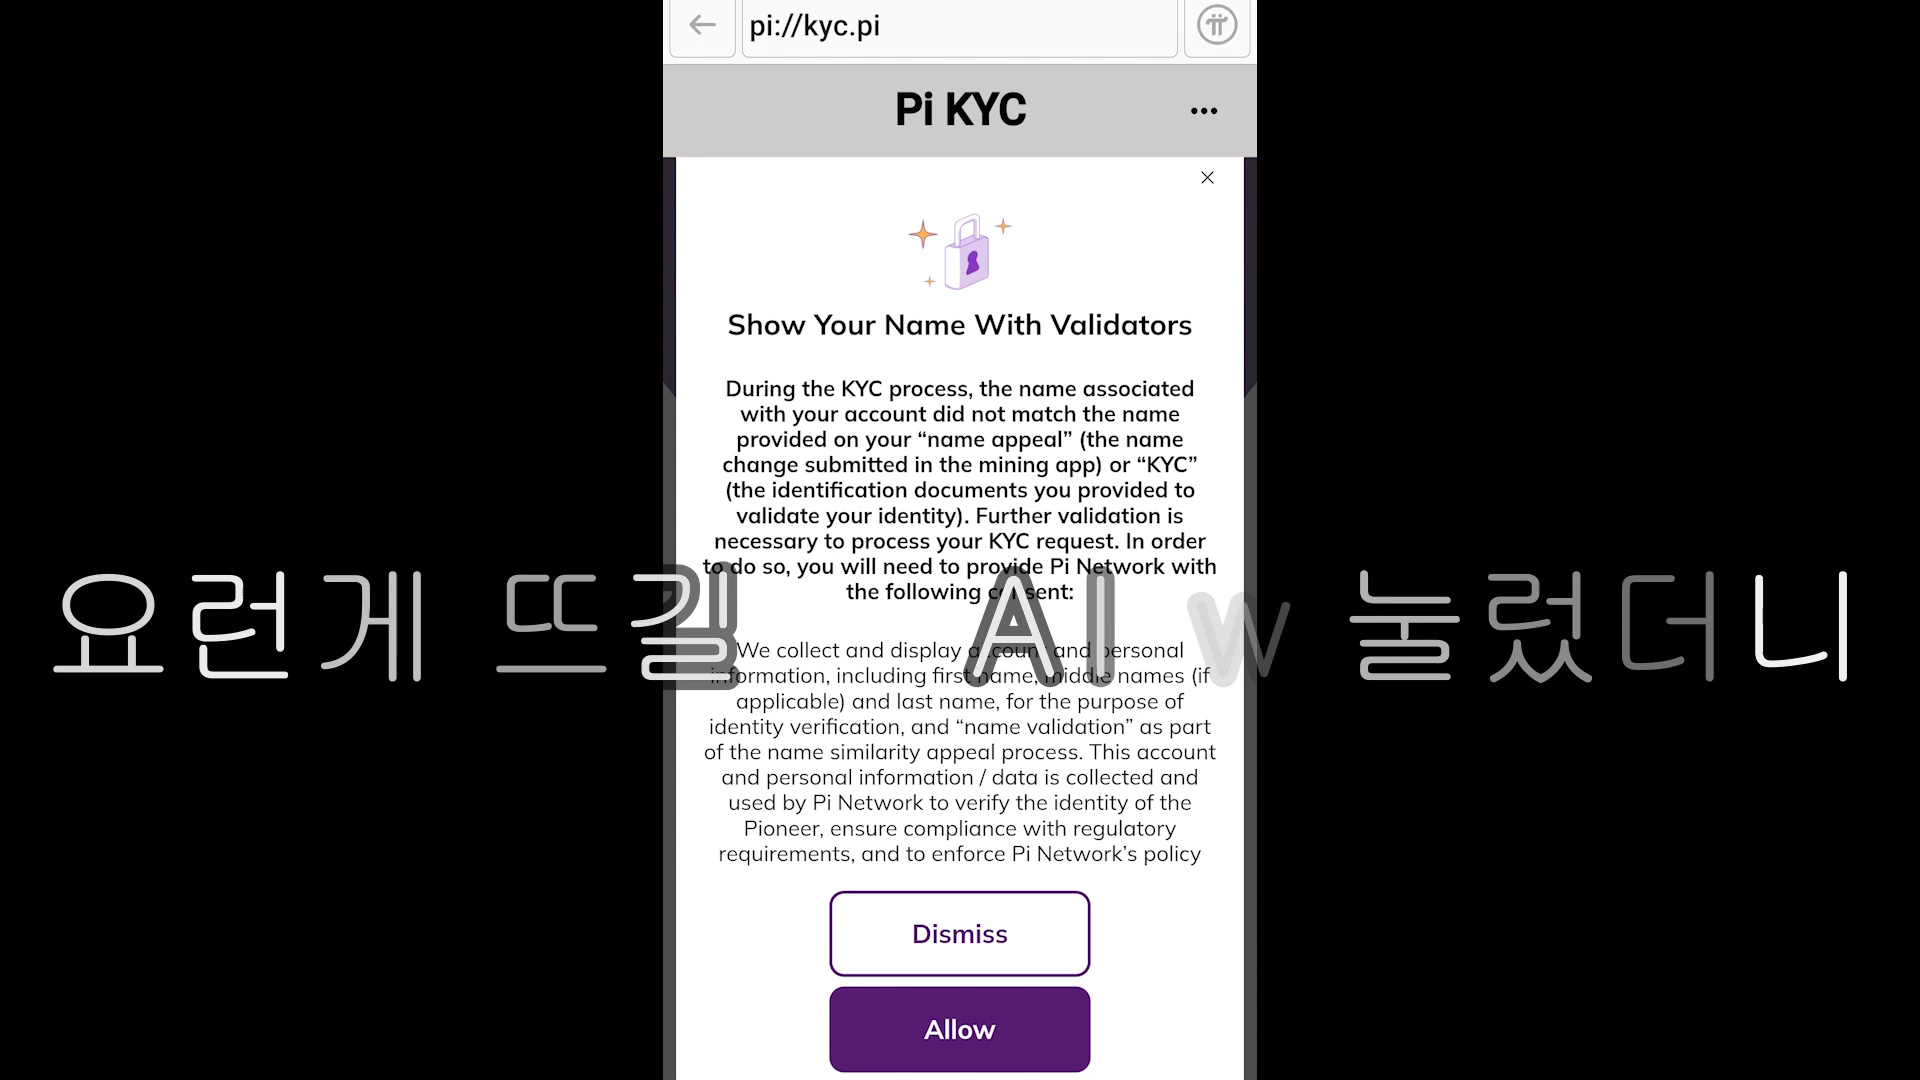 pi://kyc.pi
Pi KYC
Show Your Name With Validators
During the KYC process, the name associated
with your account did not match the name
provided on your “name appeal” (the name
change submitted in the mining app) or “KYC”
(the identification documents you provided to
validate your identity). Further validation is
necessary to process your KYC request. In order
to do so, you will need to provide Pi Network with
the following consent:
요런게 뜨길 눌렀더니
We collect and display account and personal
information, including first name, middle names (if
applicable) and last name, for the purpose of
identity verification, and “name validation” as part
of the name similarity appeal process. This account
and personal information / data is collected and
used by Pi Network to verify the identity of the
Pioneer, ensure compliance with regulatory
requirements, and to enforce Pi Network’s policy
Dismiss
Allow